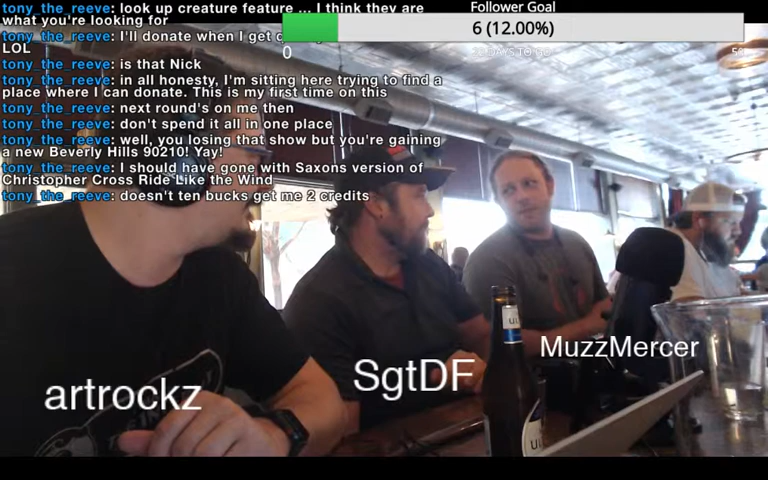 tony_the_reeve: look up creature feature ... I think they are
what you're looking for
Follower Goal
6 (12.00%)
tony_the_reeve: I'll donate when I get
LOL
0
tony_the_reeve: is that Nick
tony_the_reeve: in all honesty, I'm sitting here trying to find a
place where I can donate. This is my first time on this
tony_the_reeve: next round's on me then
tony_the_reeve: don't spend it all in one place
tony_the_reeve: well, you losing that show but you're gaining
a new Beverly Hills 90210! Yay!
tony_the_reeve: I should have gone with Saxons version of
Christopher Cross Ride Like the Wind
tony_the_reeve: doesn't ten bucks get me 2 credits
MuzzMercer
SgtDF
artrockz